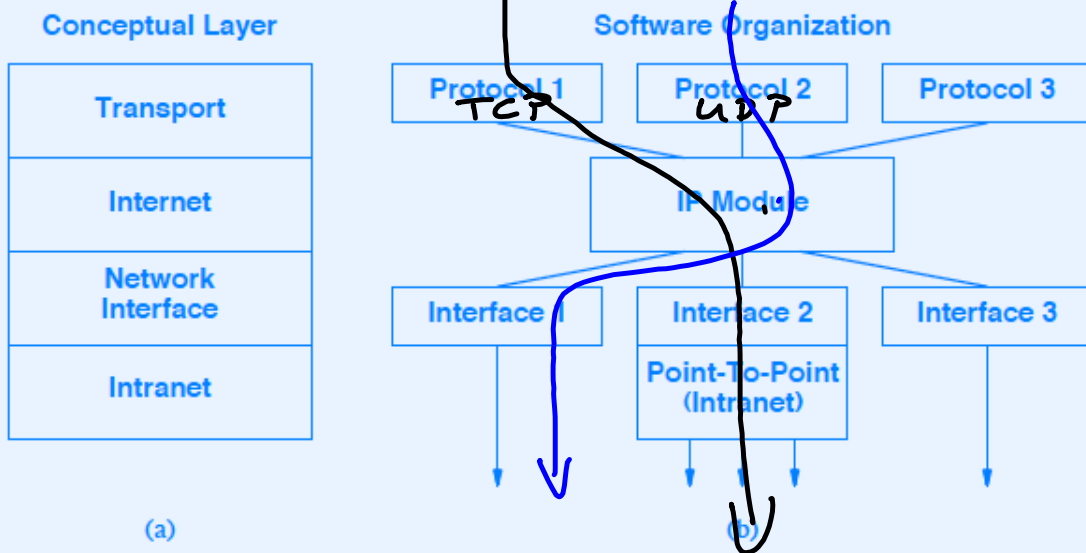 Conceptual Layer
Software Organization
Transport
Internet
Network
Interface
Intranet
(a)
Protocol 1
TCP
Protocol 2
UDP
Protocol 3
IP Module
Interface 1
Interface 2
Interface 3
Point-To-Point
(Intranet)
(b)